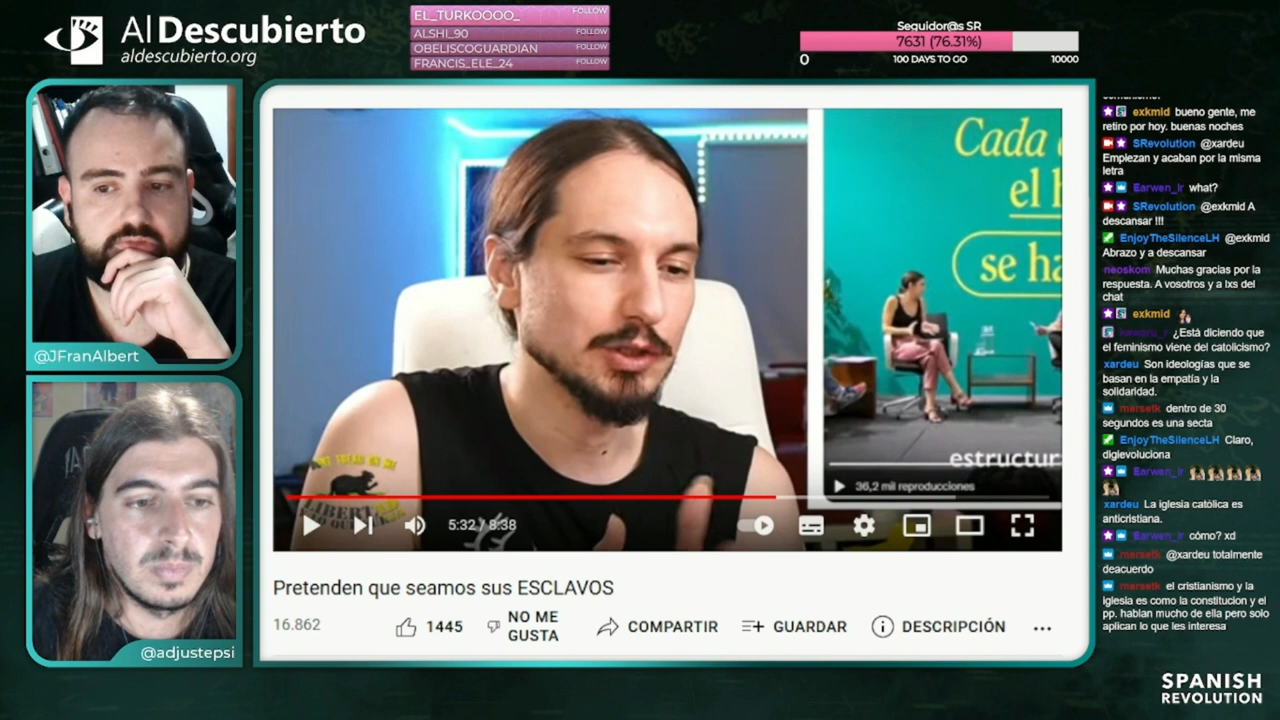 Al Descubierto
aldescubierto.org
EL_TURKOOOO_ FOLLOW
ALSHI_90 FOLLOW
OBELISCOGUARDIAN FOLLOW
FRANCIS_ELE_24 FOLLOW
Seguidor@s SR
7631 (76.31%)
0 100 DAYS TO GO 10000
@JFranAlbert
@adjustepsi
Cada
el h
se ha
estructur
36,2 mil reproducciones
LIBERTAD
5:32 / 8:38
Pretenden que seamos sus ESCLAVOS
16.862
1445
NO ME
GUSTA
COMPARTIR
GUARDAR
DESCRIPCIÓN
exkmid bueno gente, me
retiro por hoy. buenas noches
SRevolution @xardeu
Empiezan y acaban por la misma
letra
Earwen_Ir what?
SRevolution @exkmid A
descansar !!!
EnjoyTheSilenceLH @exkmid
Abrazo y a descansar
neoskom Muchas gracias por la
respuesta. A vosotros y a lxs del
chat
exkmid
¿Está diciendo que
el feminismo viene del catolicismo?
xardeu Son ideologías que se
basan en la empatía y la
solidaridad.
mersetk dentro de 30
segundos es una secta
EnjoyTheSilenceLH Claro,
digievoluciona
Earwen_Ir
xardeu La iglesia católica es
anticristiana.
Earwen_Ir cómo? xd
mersetk @xardeu totalmente
deacuerdo
mersetk el cristianismo y la
iglesia es como la constitucion y el
pp. hablan mucho de ella pero solo
aplican lo que les interesa
SPANISH
REVOLUTION